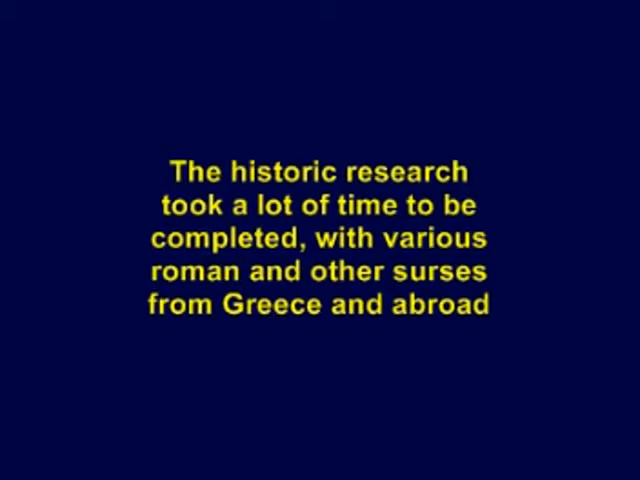 The historic research
took a lot of time to be
completed, with various
roman and other surses
from Greece and abroad